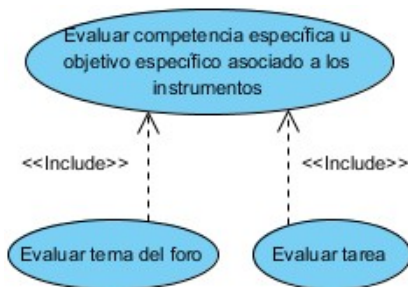 Evaluar competencia específica u
objetivo específico asociado a los
instrumentos
<<Include>>
<<Include>>
Evaluar tema del foro
Evaluar tarea